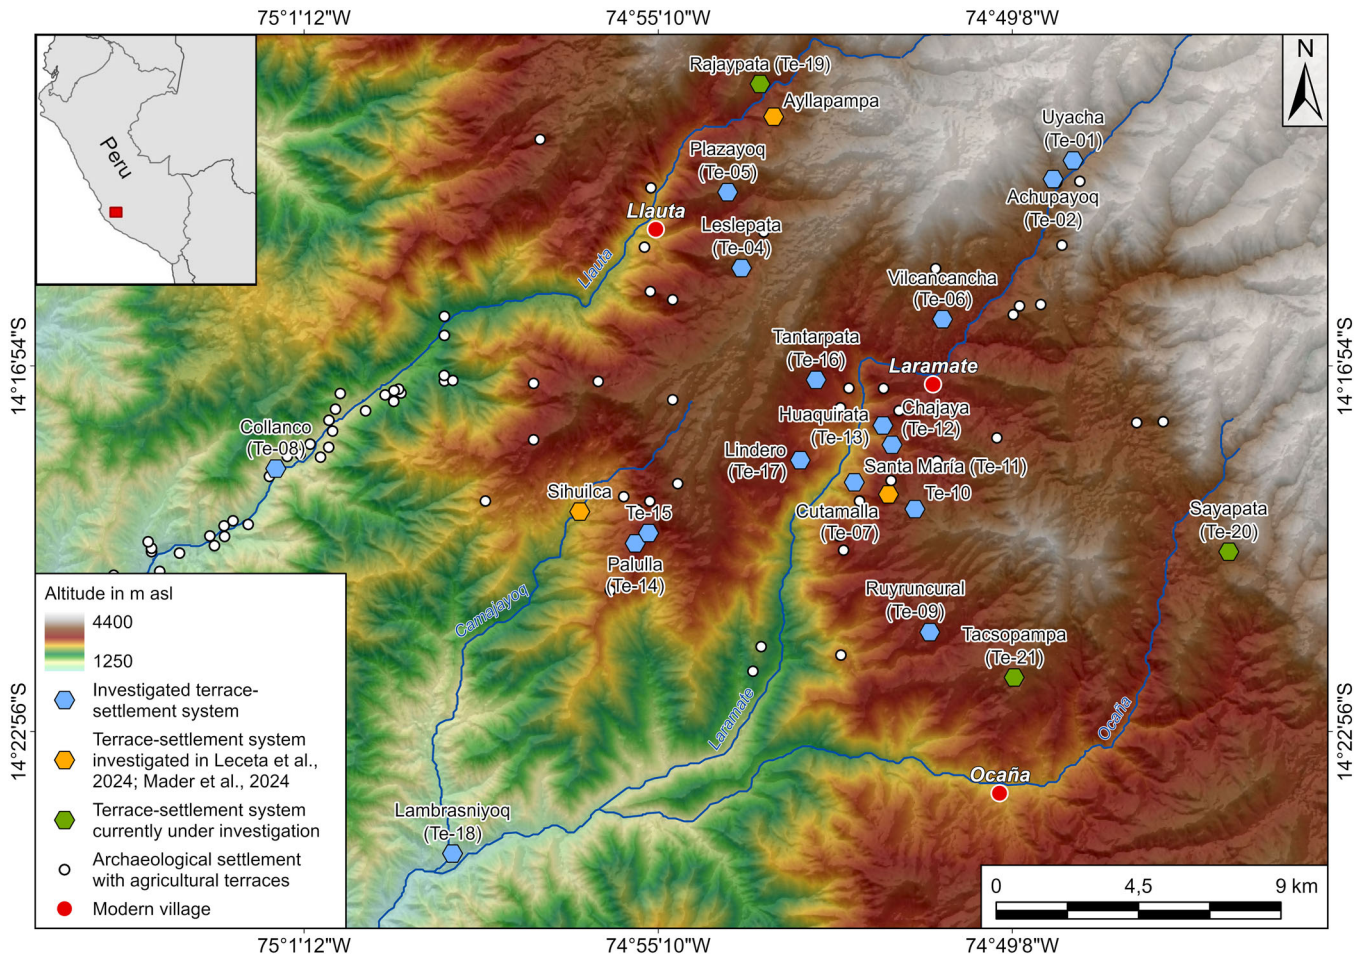 75°1'12"W
74°55'10"W
74°49'8"W
N
Peru
Rajaypata (Te-19)
Ayllapampa
Uyacha
(Te-01)
Plazayoq
(Te-05)
Achupayoq
(Te-02)
Llauta
Leslepata
(Te-04)
Llauta
Vilcancancha
(Te-06)
14°16'54"S
14°16'54"S
Tantarpata
(Te-16)
Laramate
Chajaya
(Te-12)
Huaquirata
(Te-13)
Collanco
(Te-08)
Lindero
(Te-17)
Santa María (Te-11)
Sihuilca
Te-10
Te-15
Cutamalla
(Te-07)
Sayapata
(Te-20)
Palulla
(Te-14)
Camajayoq
Ruyruncural
(Te-09)
Tacsopampa
(Te-21)
Laramate
Ocaña
14°22'56"S
14°22'56"S
Ocaña
Lambrasniyoq
(Te-18)
Altitude in m asl
4400
1250
Investigated terrace-
settlement system
Terrace-settlement system
investigated in Leceta et al.,
2024; Mader et al., 2024
Terrace-settlement system
currently under investigation
Archaeological settlement
with agricultural terraces
Modern village
0 4,5 9 km
75°1'12"W
74°55'10"W
74°49'8"W